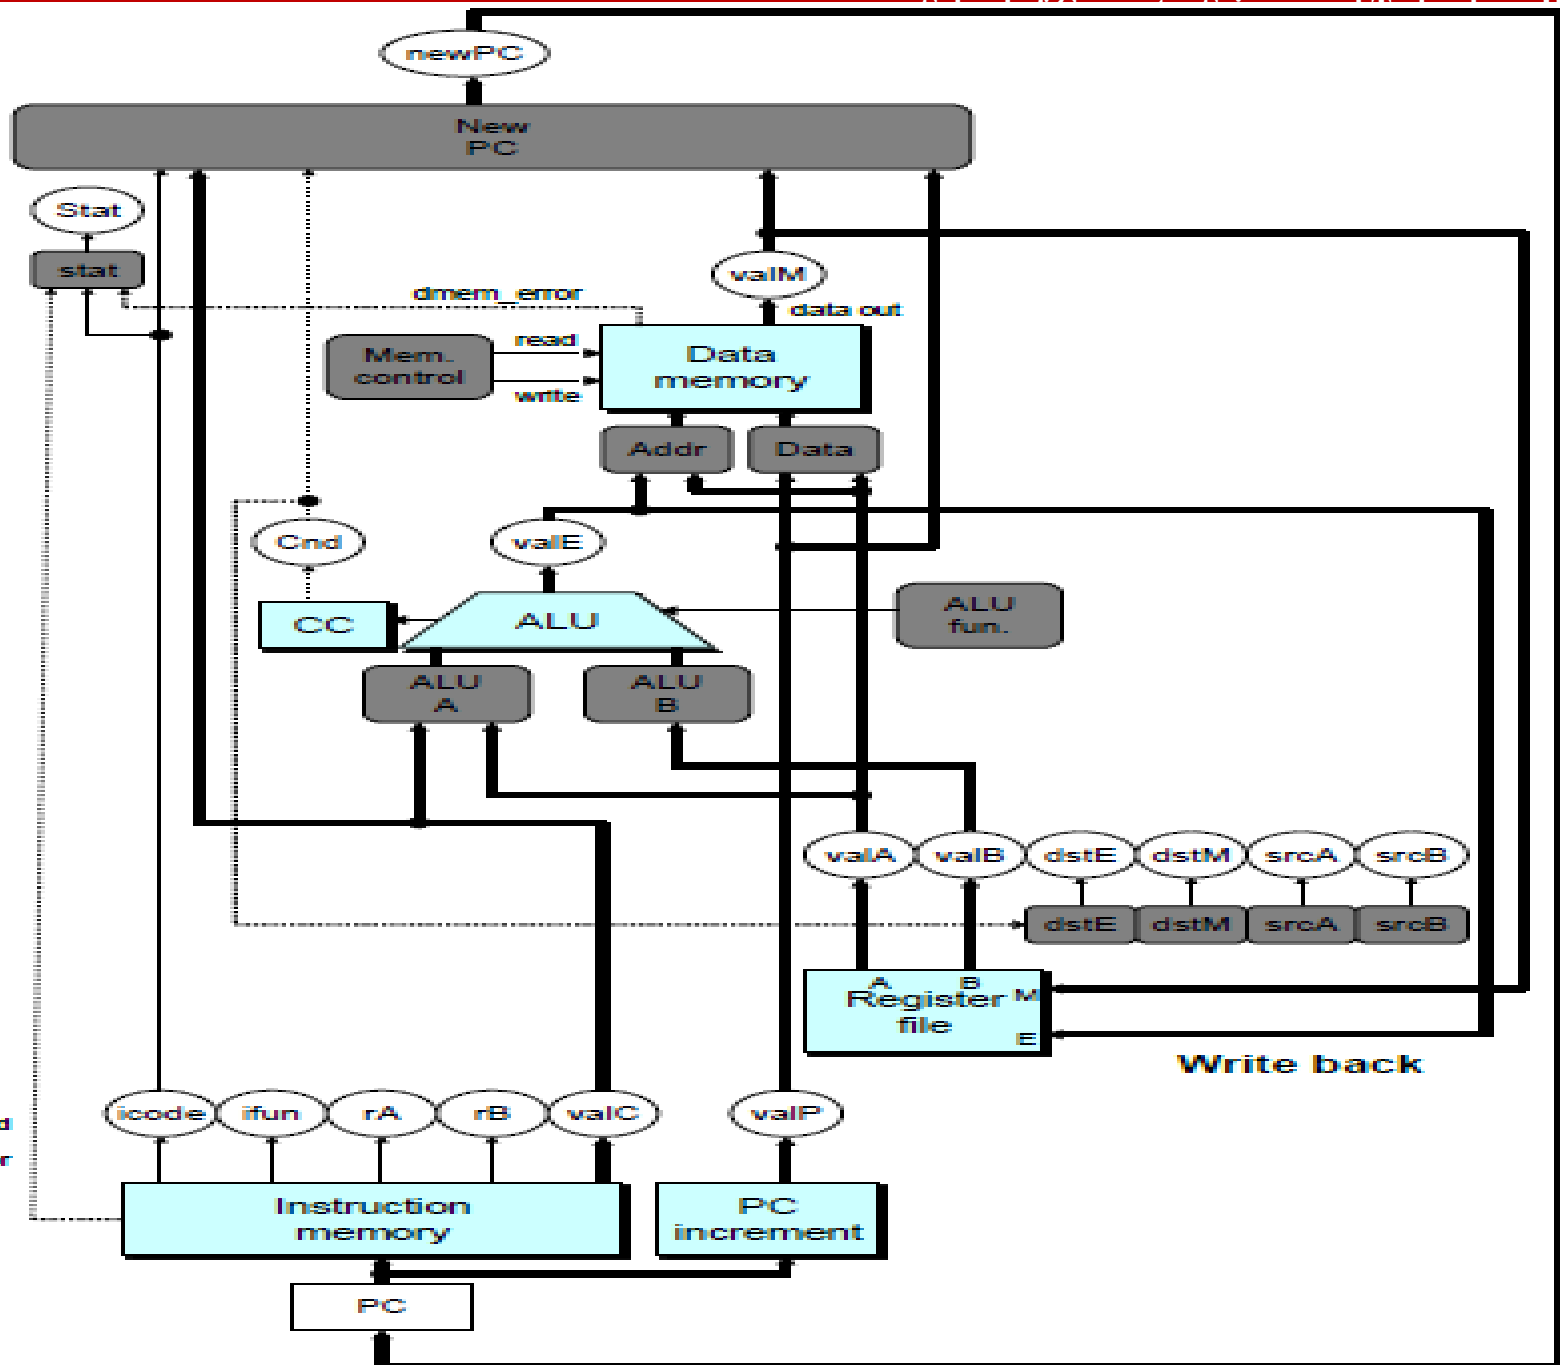 newPC
New
PC
Stat
stat
valM
dmem_error
data out
read
Mem.
control
Data
memory
write
Addr
Data
Cnd
valE
ALU
fun.
CC
ALU
ALU
A
ALU
B
valA
valB
dstE
dstM
srcA
srcB
dstE
dstM
srcA
srcB
A
B
Register
file
M
E
Write back
icode
ifun
rA
rB
valC
valP
Instruction
memory
PC
increment
PC